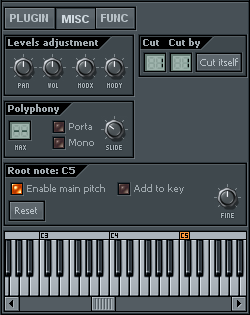 PLUGIN MISC FUNC
Levels adjustment
PAN VOL MODX MODY
Cut Cut by
Cut itself
Polyphony
MAX
Porta
Mono
SLIDE
Root note: C5
Enable main pitch
Add to key
Reset
FINE
C3 C4 C5